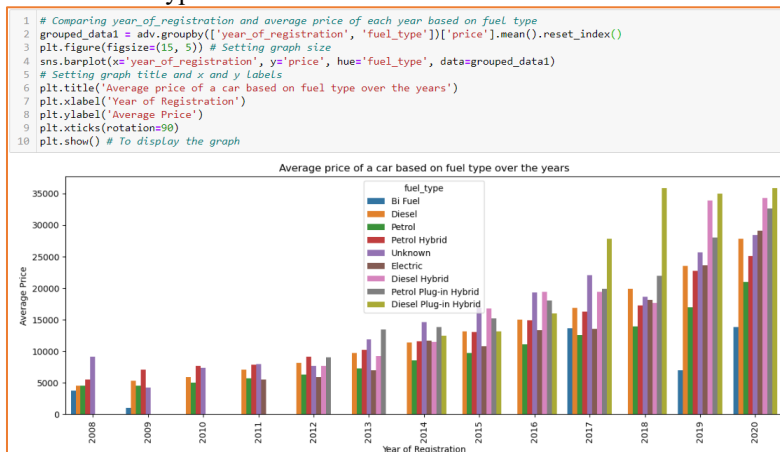 1 # Comparing year_of_registration and average price of each year based on fuel type
2 grouped_data1 = adv.groupby(['year_of_registration', 'fuel_type'])['price'].mean().reset_index()
3 plt.figure(figsize=(15, 5)) # Setting graph size
4 sns.barplot(x='year_of_registration', y='price', hue='fuel_type', data=grouped_data1)
5 # Setting graph title and x and y labels
6 plt.title('Average price of a car based on fuel type over the years')
7 plt.xlabel('Year of Registration')
8 plt.ylabel('Average Price')
9 plt.xticks(rotation=90)
10 plt.show() # To display the graph
Average price of a car based on fuel type over the years
fuel_type
Bi Fuel
Diesel
Petrol
Petrol Hybrid
Unknown
Electric
Diesel Hybrid
Petrol Plug-in Hybrid
Diesel Plug-in Hybrid
Average Price
35000
30000
25000
20000
15000
10000
5000
0
2008 2009 2010 2011 2012 2013 2014 2015 2016 2017 2018 2019 2020
Year of Registration